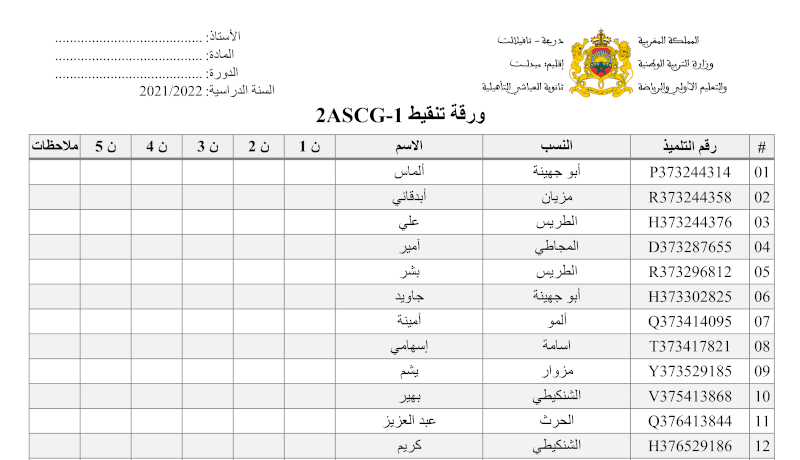 المملكة المغربية
وزارة التربية الوطنية
والتعليم الأولي والرياضة
درعة - تافيلالت
إقليم: ميدلت
ثانوية العياشي التأهيلية
الأستاذ: ........................................
المادة: ........................................
الدورة: ........................................
السنة الدراسية: 2021/2022
ورقة تنقيط 2ASCG-1
# رقم التلميذ النسب الاسم ن 1 ن 2 ن 3 ن 4 ن 5 ملاحظات
01 P373244314 أبو جهينة ألماس
02 R373244358 مزيان أبدقاني
03 H373244376 الطريس علي
04 D373287655 المجاطي آمير
05 R373296812 الطريس بشر
06 H373302825 أبو جهينة جاويد
07 Q373414095 ألمو أمينة
08 T373417821 اسامة إسهامي
09 Y373529185 مزوار يشم
10 V375413868 الشنكيطي بهير
11 Q376413844 الحرث عبد العزيز
12 H376529186 الشنكيطي كريم